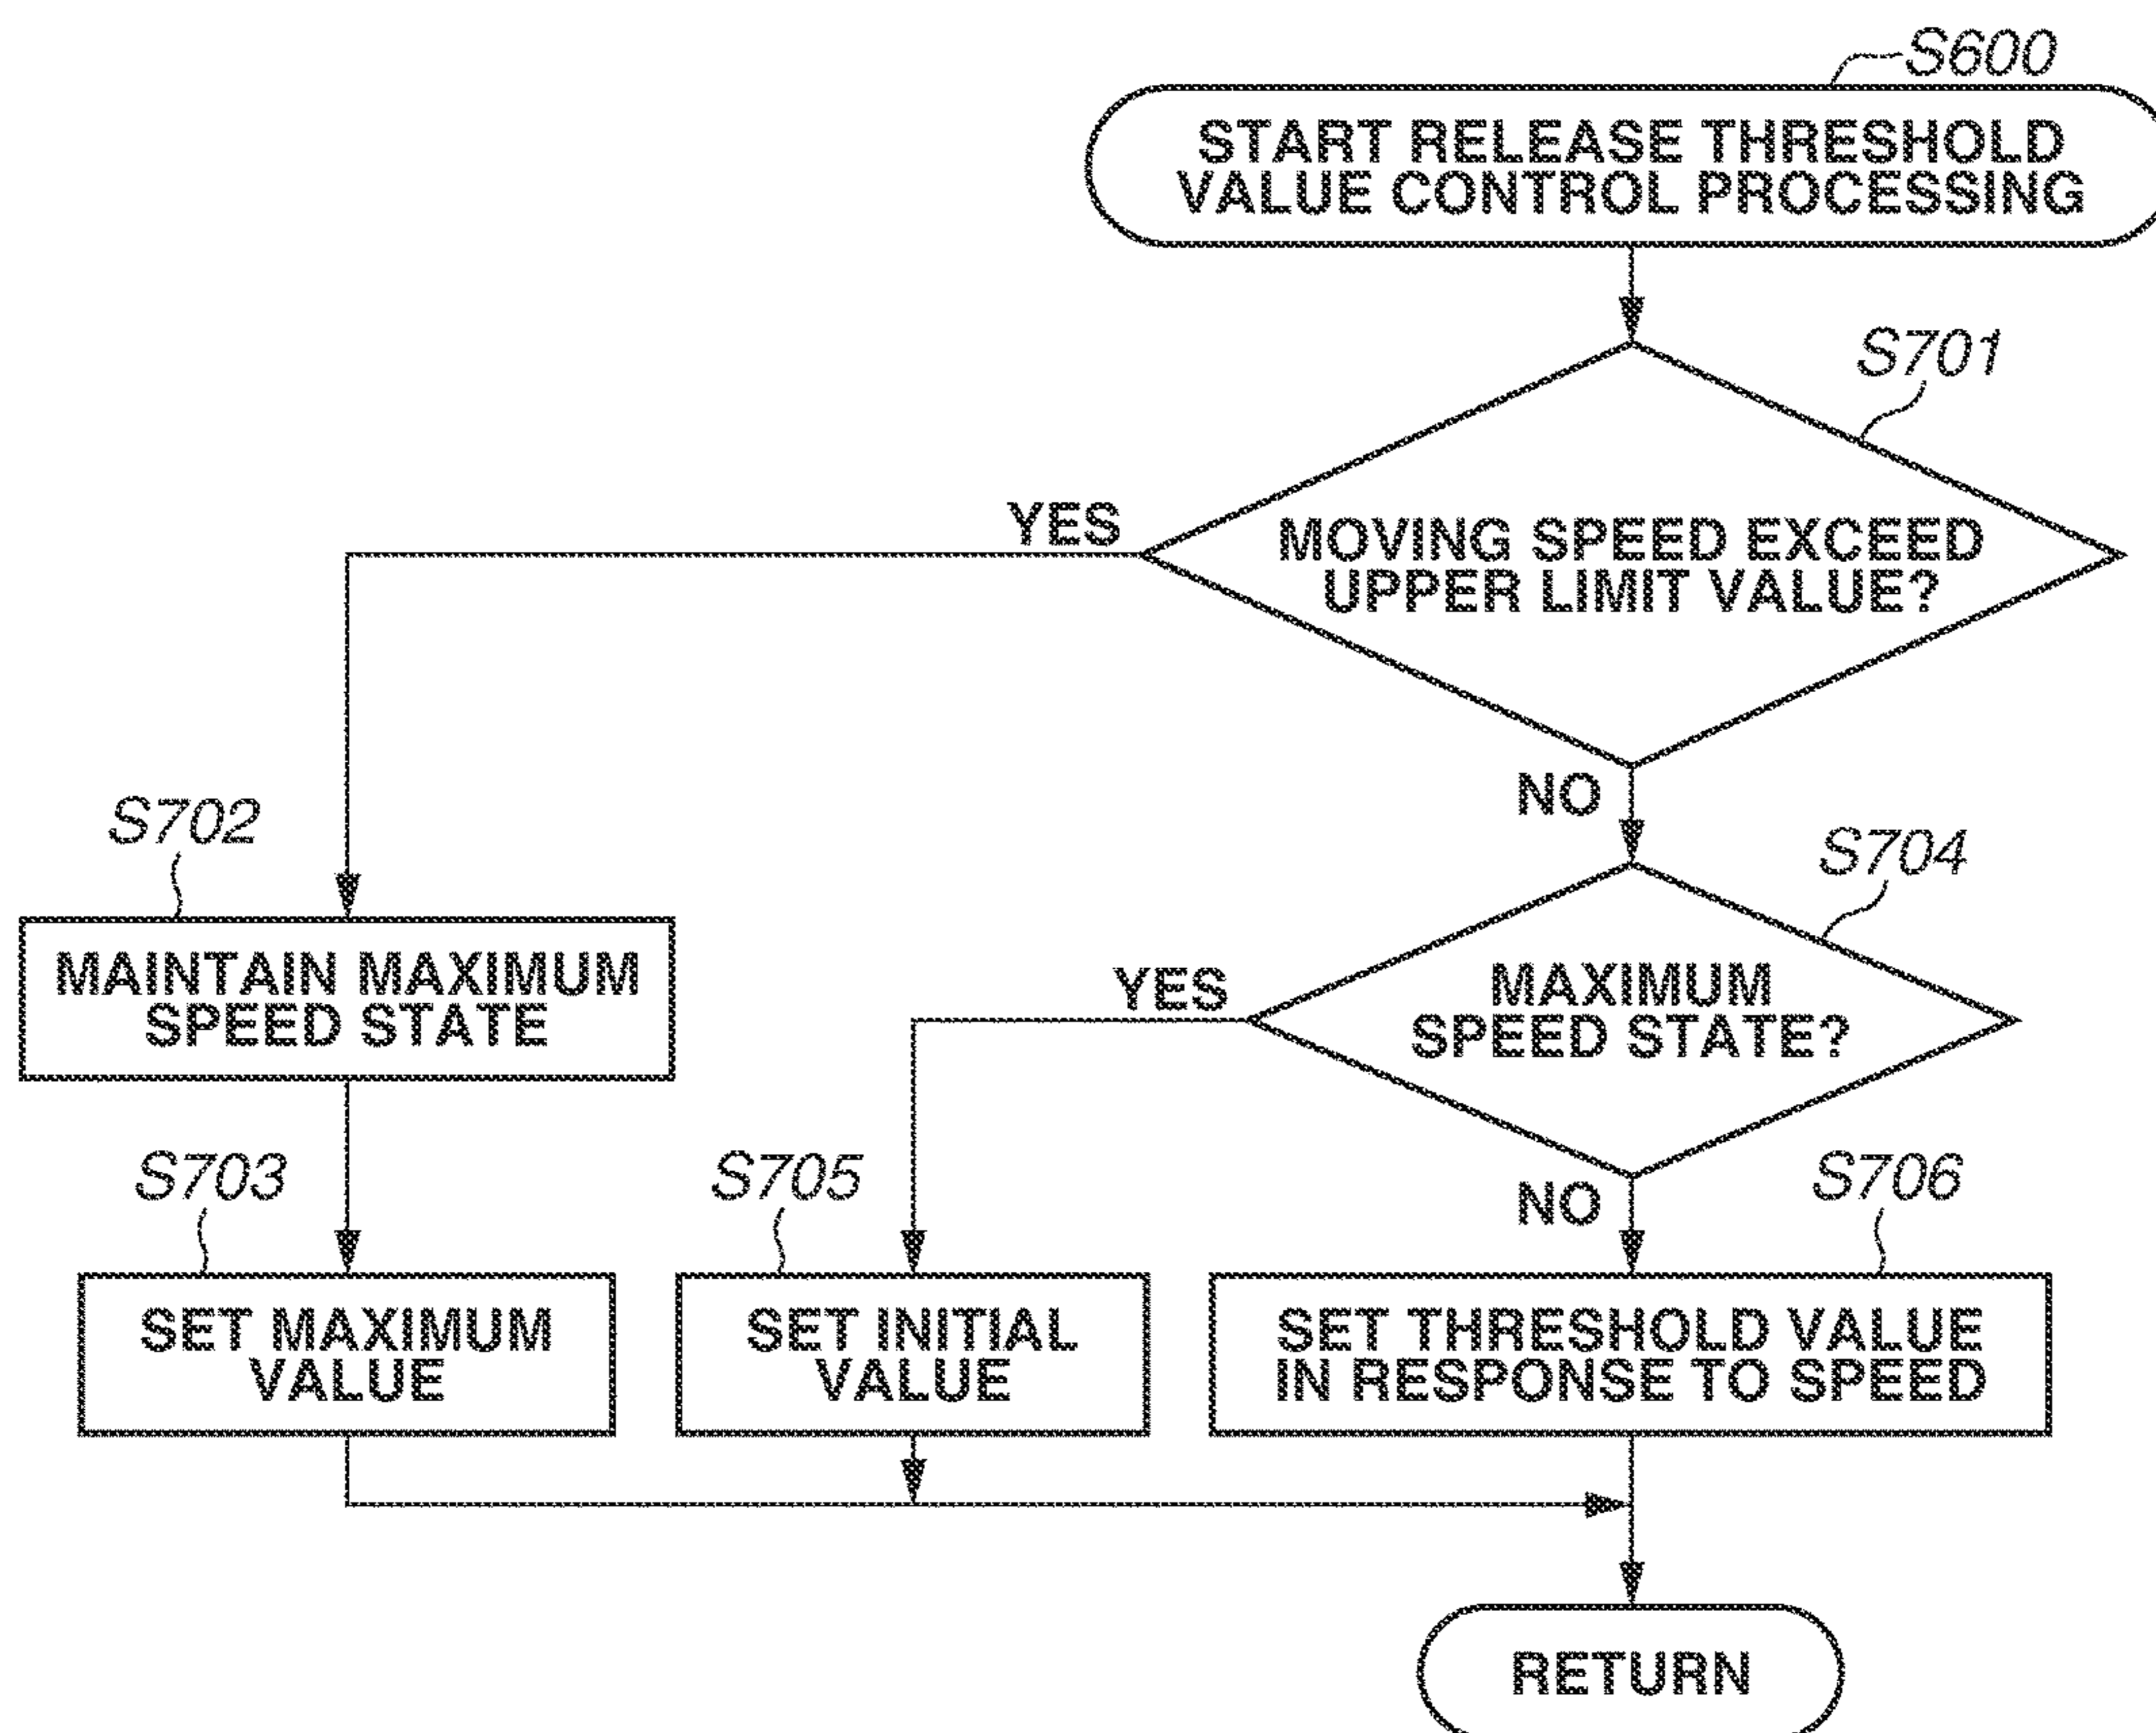 S600
START RELEASE THRESHOLD
VALUE CONTROL PROCESSING
S701
YES
MOVING SPEED EXCEED
UPPER LIMIT VALUE?
NO
S702
S704
MAINTAIN MAXIMUM
SPEED STATE
YES
MAXIMUM
SPEED STATE?
S703
S705
NO
S706
SET MAXIMUM
VALUE
SET INITIAL
VALUE
SET THRESHOLD VALUE
IN RESPONSE TO SPEED
RETURN